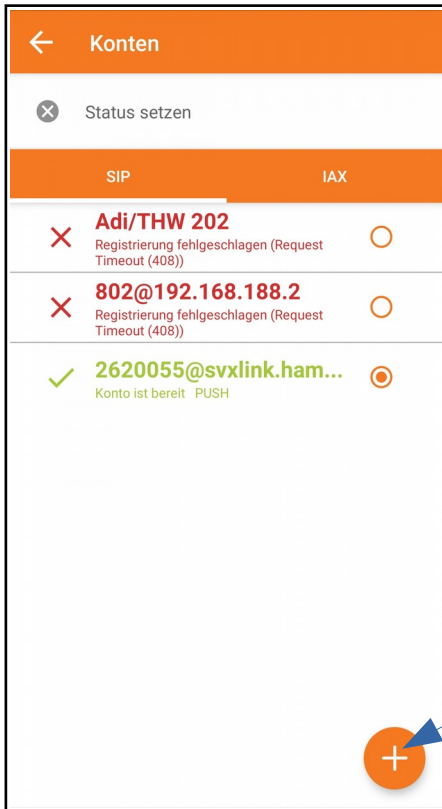 Konten
Status setzen
SIP
IAX
Adi/THW 202
Registrierung fehlgeschlagen (Request
Timeout (408))
802@192.168.188.2
Registrierung fehlgeschlagen (Request
Timeout (408))
2620055@svxlink.ham...
Konto ist bereit PUSH